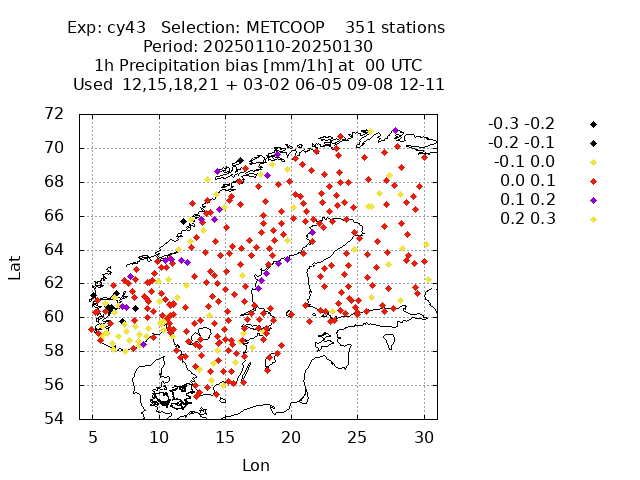 Exp: cy43   Selection: METCOOP    351 stations
Period: 20250110-20250130
1h Precipitation bias [mm/1h] at  00 UTC
Used  12,15,18,21 + 03-02 06-05 09-08 12-11
-0.3 -0.2
-0.2 -0.1
-0.1 0.0
0.0 0.1
0.1 0.2
0.2 0.3
72
70
68
66
64
62
60
58
56
54
Lat
5 10 15 20 25 30
Lon